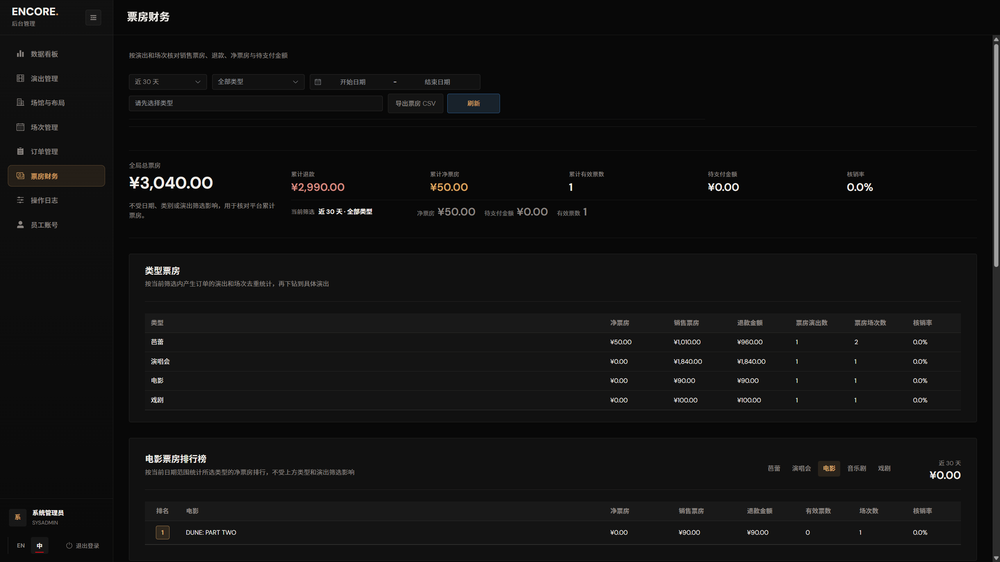 ENCORE.
后台管理
数据看板
演出管理
场馆与布局
场次管理
订单管理
票房财务
操作日志
员工账号
系
系统管理员
SYSADMIN
EN
中
退出登录
票房财务
按演出和场次核对销售票房、退款、净票房与待支付金额
近 30 天
全部类型
开始日期 - 结束日期
请先选择类型
导出票房 CSV
刷新
全局总票房
¥3,040.00
不受日期、类别或演出筛选影响，用于核对平台累计
票房。
累计退款
¥2,990.00
累计净票房
¥50.00
累计有效票数
1
待支付金额
¥0.00
核销率
0.0%
当前筛选 近 30 天 · 全部类型
净票房 ¥50.00 待支付金额 ¥0.00 有效票数 1
类型票房
按当前筛选内产生订单的演出和场次去重统计，再下钻到具体演出
类型 净票房 销售票房 退款金额 票房演出数 票房场次数 核销率
芭蕾 ¥50.00 ¥1,010.00 ¥960.00 1 2 0.0%
演唱会 ¥0.00 ¥1,840.00 ¥1,840.00 1 1 0.0%
电影 ¥0.00 ¥90.00 ¥90.00 1 1 0.0%
戏剧 ¥0.00 ¥100.00 ¥100.00 1 1 0.0%
电影票房排行榜
按当前日期范围统计所选类型的净票房排行，不受上方类型和演出筛选影响
芭蕾 演唱会 电影 音乐剧 戏剧
近 30 天
¥0.00
排名 电影 净票房 销售票房 退款金额 有效票数 场次数 核销率
1 DUNE: PART TWO ¥0.00 ¥90.00 ¥90.00 0 1 0.0%